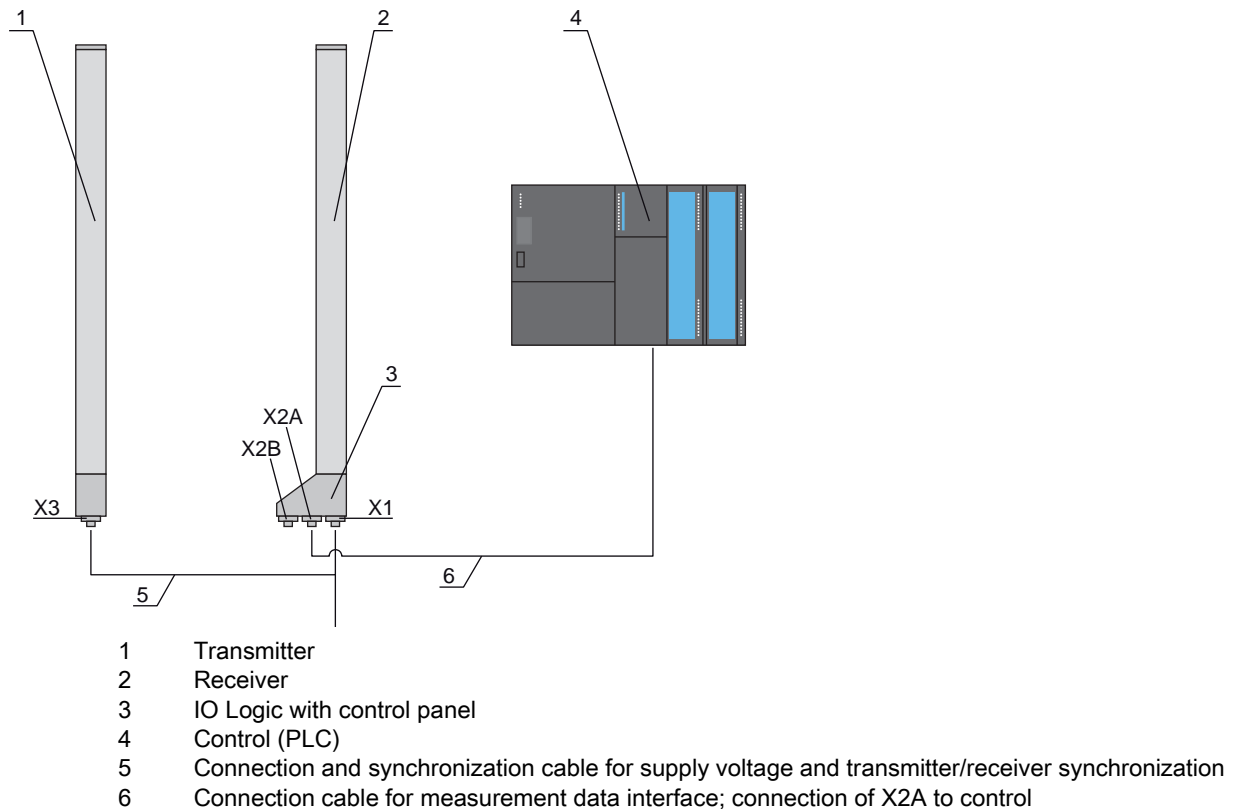 1
2
4
3
X2A
X2B
X3
X1
6
5
1 Transmitter
2 Receiver
3 IO Logic with control panel
4 Control (PLC)
5 Connection and synchronization cable for supply voltage and transmitter/receiver synchronization
6 Connection cable for measurement data interface; connection of X2A to control